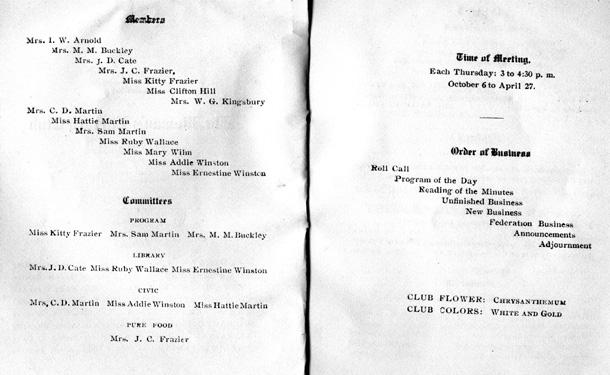 Members
Mrs. I. W. Arnold
Mrs. M. M. Buckley
Mrs. J. D. Cate
Mrs. J. C. Frazier,
Miss Kitty Frazier
Miss Clifton Hill
Mrs. W. G. Kingsbury
Mrs. C. D. Martin
Miss Hattie Martin
Mrs. Sam Martin
Miss Ruby Wallace
Miss Mary Wilm
Miss Addie Winston
Miss Ernestine Winston
Committees
PROGRAM
Miss Kitty Frazier Mrs. Sam Martin Mrs. M. M. Buckley
LIBRARY
Mrs. J. D. Cate Miss Ruby Wallace Miss Ernestine Winston
CIVIC
Mrs, C. D. Martin Miss Addie Winston Miss Hattie Martin
PURE FOOD
Mrs. J. C. Frazier
Time of Meeting,
Each Thursday: 3 to 4:30 p. m.
October 6 to April 27.
Order of Business
Roll Call
Program of the Day
Reading of the Minutes
Unfinished Business
New Business
Federation Business
Announcements
Adjournment
CLUB FLOWER: CHRYSANTHEMUM
CLUB COLORS: WHITE AND GOLD